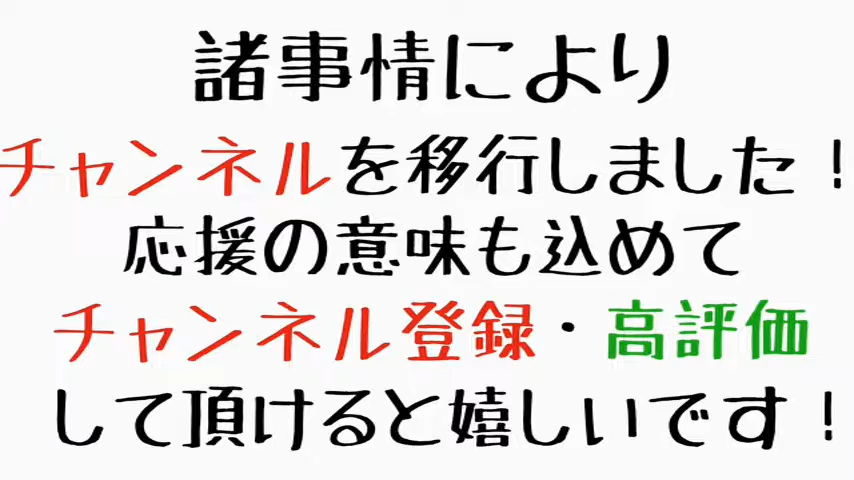 諸事情により
チャンネルを移行しました！
応援の意味も込めて
チャンネル登録・高評価
して頂けると嬉しいです！